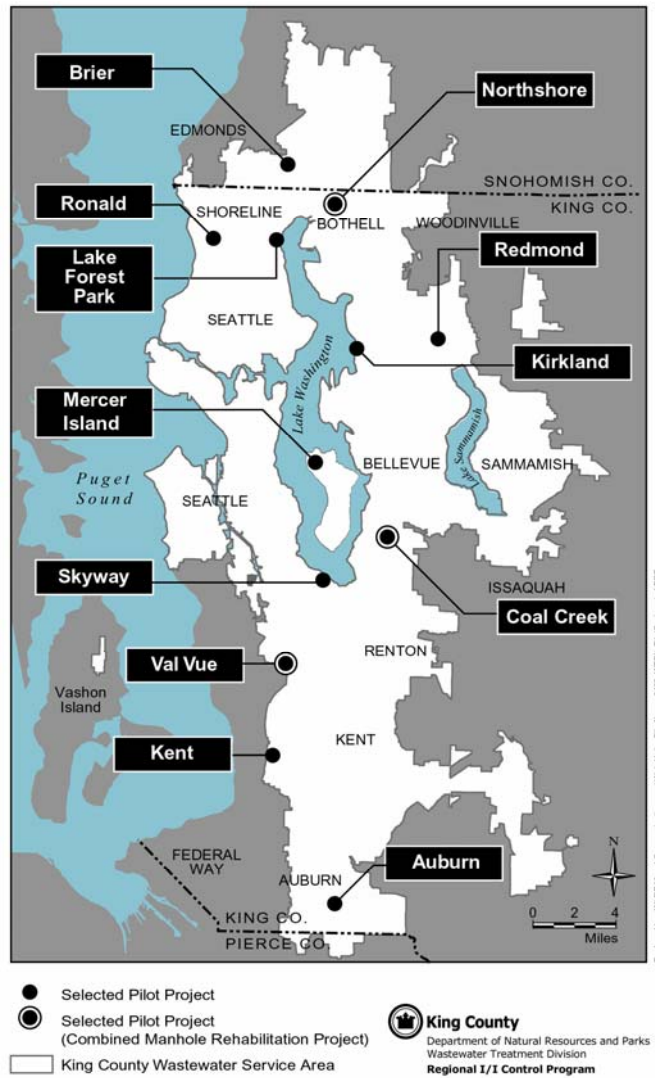 Brier
Northshore
EDMONDS
SNOHOMISH CO.
KING CO.
Ronald
SHORELINE
BOTHELL
WOODINVILLE
Lake
Forest
Park
Redmond
SEATTLE
Lake Washington
Kirkland
Mercer
Island
BELLEVUE
Lake Sammamish
SAMMAMISH
Puget
Sound
SEATTLE
Skyway
ISSAQUAH
Coal Creek
Val Vue
RENTON
Vashon
Island
Kent
KENT
FEDERAL
WAY
Auburn
AUBURN
N
0 2 4
Miles
KING CO.
PIERCE CO.
Selected Pilot Project
Selected Pilot Project
(Combined Manhole Rehabilitation Project)
King County Wastewater Service Area
King County
Department of Natural Resources and Parks
Wastewater Treatment Division
Regional I/I Control Program